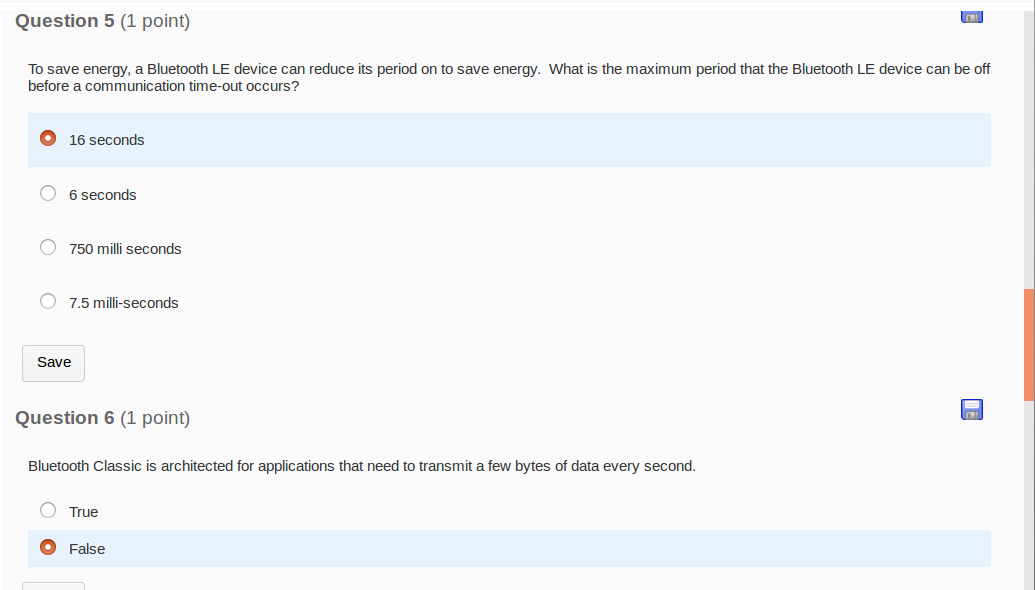 Question 5 (1 point)
To save energy, a Bluetooth LE device can reduce its period on to save energy.  What is the maximum period that the Bluetooth LE device can be off
before a communication time-out occurs?
16 seconds
6 seconds
750 milli seconds
7.5 milli-seconds
Save
Question 6 (1 point)
Bluetooth Classic is architected for applications that need to transmit a few bytes of data every second.
True
False